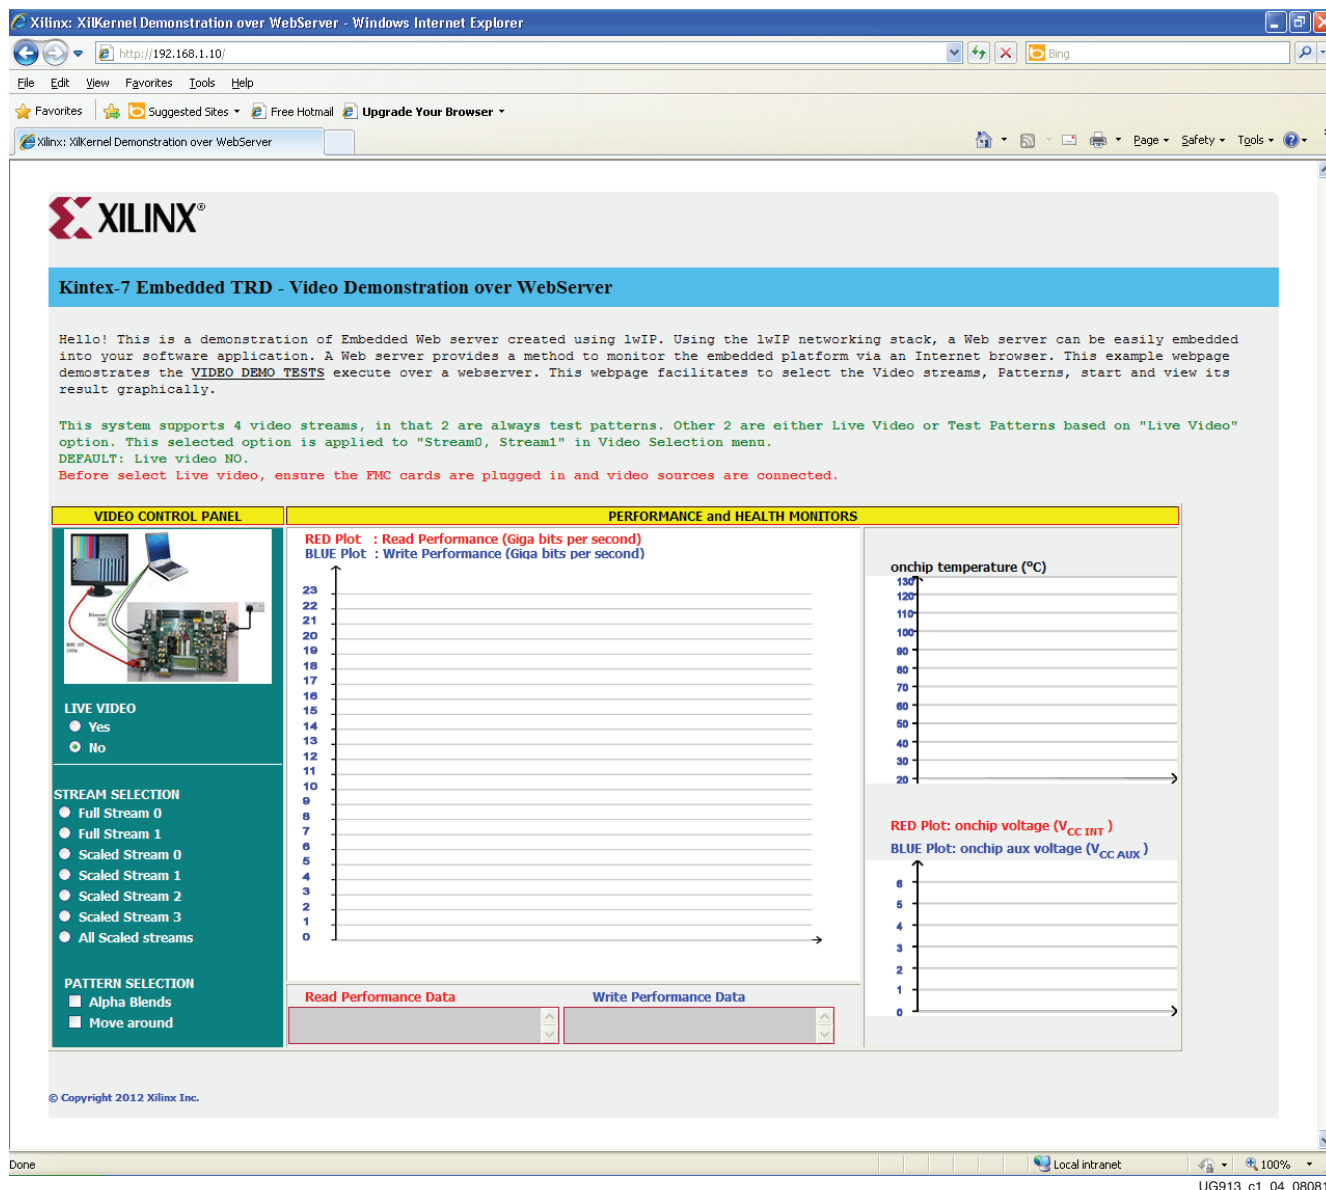 Xilinx: XilKernel Demonstration over WebServer - Windows Internet Explorer
http://192.168.1.10/
Bing
File Edit View Favorites Tools Help
Favorites Suggested Sites Free Hotmail Upgrade Your Browser
Xilinx: XilKernel Demonstration over WebServer
Page Safety Tools
XILINX®
Kintex-7 Embedded TRD - Video Demonstration over WebServer
Hello! This is a demonstration of Embedded Web server created using lwIP. Using the lwIP networking stack, a Web server can be easily embedded
into your software application. A Web server provides a method to monitor the embedded platform via an Internet browser. This example webpage
demostrates the VIDEO DEMO TESTS execute over a webserver. This webpage facilitates to select the Video streams, Patterns, start and view its
result graphically.
This system supports 4 video streams, in that 2 are always test patterns. Other 2 are either Live Video or Test Patterns based on "Live Video"
option. This selected option is applied to "Stream0, Stream1" in Video Selection menu.
DEFAULT: Live video NO.
Before select Live video, ensure the FMC cards are plugged in and video sources are connected.
VIDEO CONTROL PANEL
LIVE VIDEO
Yes
No
STREAM SELECTION
Full Stream 0
Full Stream 1
Scaled Stream 0
Scaled Stream 1
Scaled Stream 2
Scaled Stream 3
All Scaled streams
PATTERN SELECTION
Alpha Blends
Move around
PERFORMANCE and HEALTH MONITORS
RED Plot : Read Performance (Giga bits per second)
BLUE Plot : Write Performance (Giga bits per second)
23
22
21
20
19
18
17
16
15
14
13
12
11
10
9
8
7
6
5
4
3
2
1
0
Read Performance Data
Write Performance Data
onchip temperature (ºC)
130
120
110
100
90
80
70
60
50
40
30
20
RED Plot: onchip voltage (VCC INT )
BLUE Plot: onchip aux voltage (VCC AUX )
6
5
4
3
2
1
0
© Copyright 2012 Xilinx Inc.
Done
Local intranet
100%
UG913_c1_04_08081